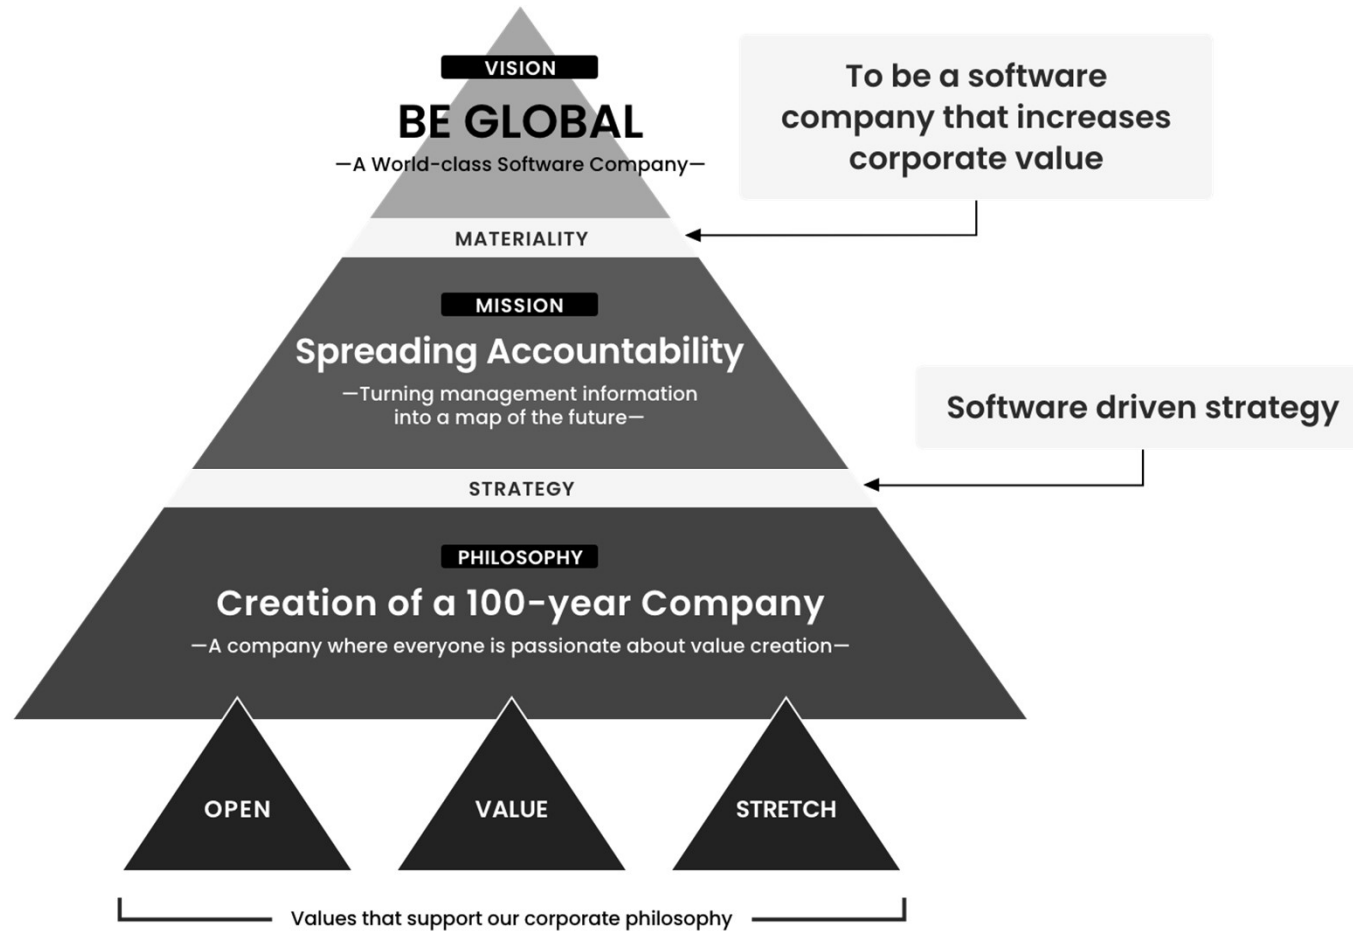 VISION
BE GLOBAL
—A World-class Software Company—
To be a software
company that increases
corporate value
MATERIALITY
MISSION
Spreading Accountability
—Turning management information
into a map of the future—
Software driven strategy
STRATEGY
PHILOSOPHY
Creation of a 100-year Company
—A company where everyone is passionate about value creation—
OPEN
VALUE
STRETCH
Values that support our corporate philosophy